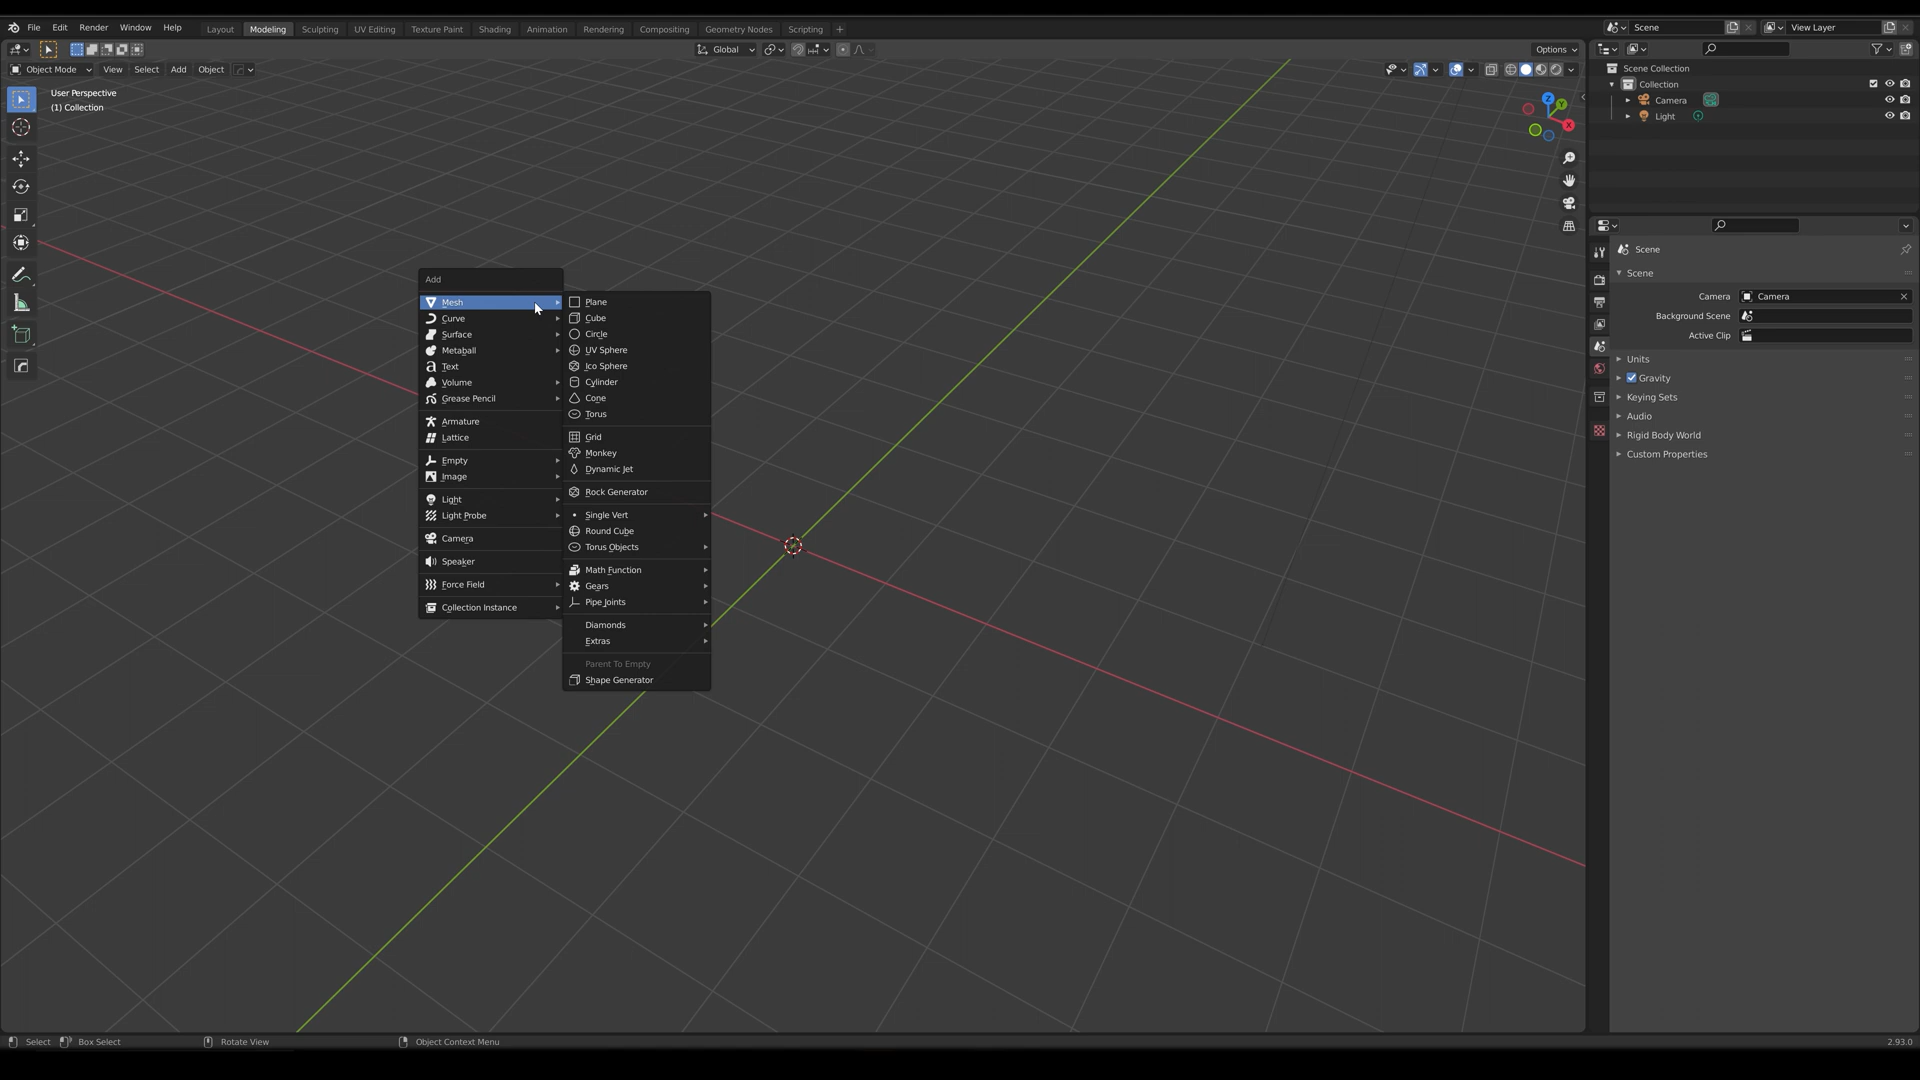 File Edit Render Window Help Layout Modeling Sculpting UV Editing Texture Paint Shading Animation Rendering Compositing Geometry Nodes Scripting + Scene View Layer
Global Options
Object Mode View Select Add Object
User Perspective
(1) Collection
Z
Y
X
Add
Mesh
Curve
Surface
Metaball
Text
Volume
Grease Pencil
Armature
Lattice
Empty
Image
Light
Light Probe
Camera
Speaker
Force Field
Collection Instance
Plane
Cube
Circle
UV Sphere
Ico Sphere
Cylinder
Cone
Torus
Grid
Monkey
Dynamic Jet
Rock Generator
Single Vert
Round Cube
Torus Objects
Math Function
Gears
Pipe Joints
Diamonds
Extras
Parent To Empty
Shape Generator
Scene Collection
Collection
Camera
Light
Scene
Scene
Camera Camera
Background Scene
Active Clip
Units
Gravity
Keying Sets
Audio
Rigid Body World
Custom Properties
Select Box Select Rotate View Object Context Menu 2.93.0